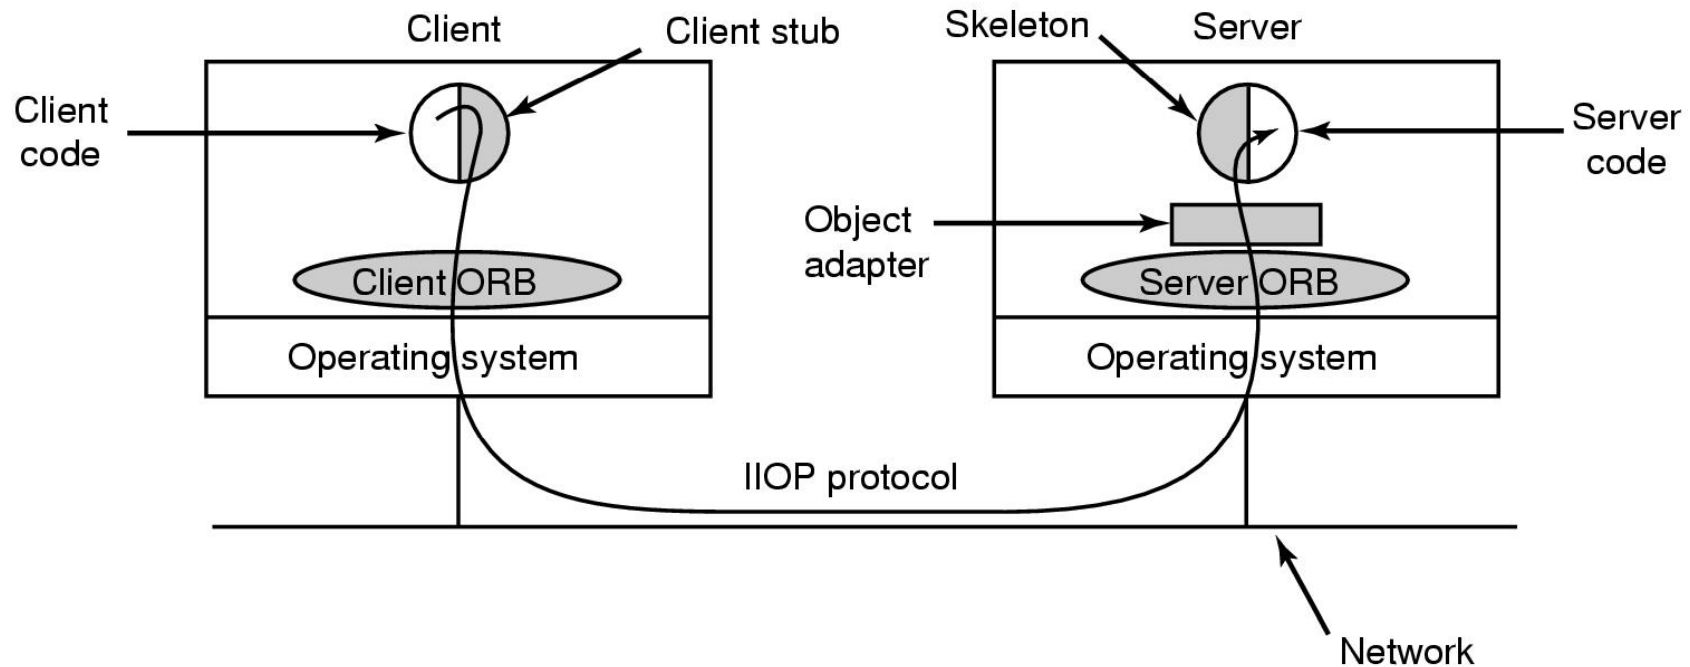 Client
Client stub
Skeleton
Server
Client
code
Server
code
Object
adapter
Client ORB
Server ORB
Operating system
Operating system
IIOP protocol
Network